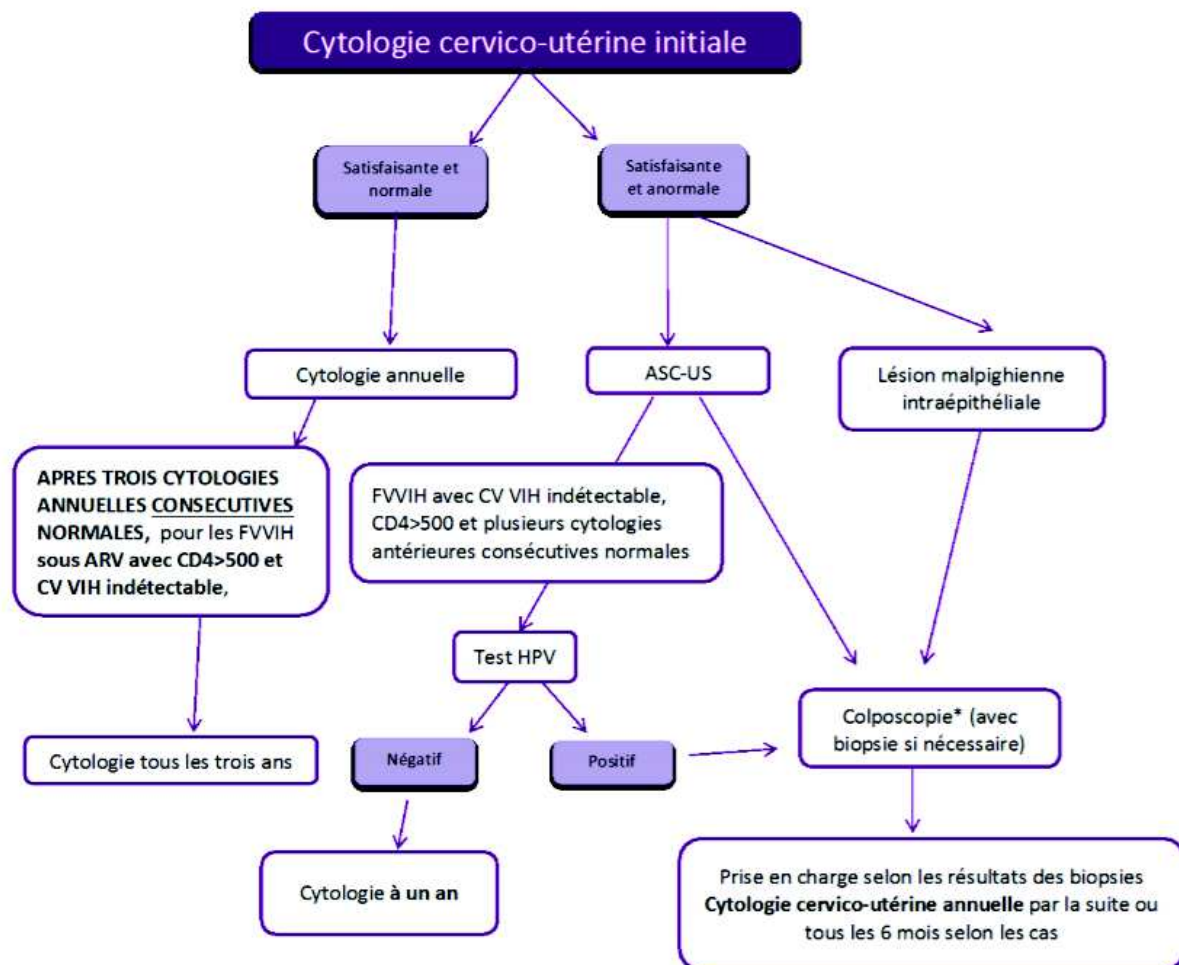 Cytologie cervico-utérine initiale
Satisfaisante et
normale
Satisfaisante
et anormale
Cytologie annuelle
ASC-US
Lésion malpighienne
intraépithéliale
APRES TROIS CYTOLOGIES
ANNUELLES CONSECUTIVES
NORMALES, pour les FVVIH
sous ARV avec CD4>500 et
CV VIH indétectable,
FVVIH avec CV VIH indétectable,
CD4>500 et plusieurs cytologies
antérieures consécutives normales
Test HPV
Colposcopie* (avec
biopsie si nécessaire)
Cytologie tous les trois ans
Négatif
Positif
Cytologie à un an
Prise en charge selon les résultats des biopsies
Cytologie cervico-utérine annuelle par la suite ou
tous les 6 mois selon les cas